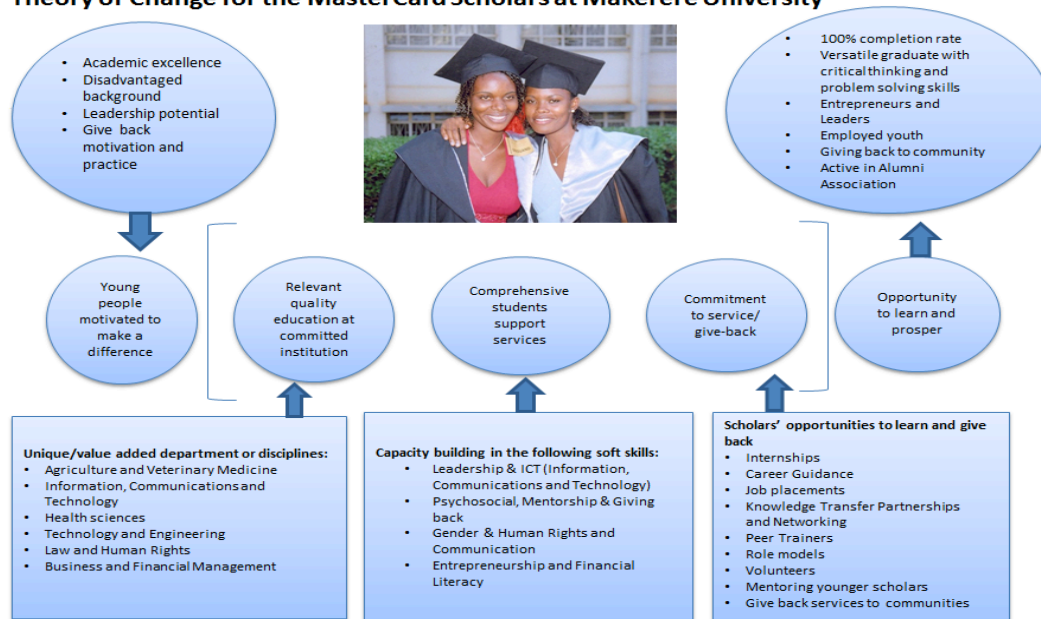 Theory of Change for the MasterCard Scholars at Makerere University
• Academic excellence
• Disadvantaged
background
• Leadership potential
• Give back
motivation and
practice
• 100% completion rate
• Versatile graduate with
critical thinking and
problem solving skills
• Entrepreneurs and
Leaders
• Employed youth
• Giving back to community
• Active in Alumni
Association
Young
people
motivated to
make a
difference
Relevant
quality
education at
committed
institution
Comprehensive
students
support
services
Commitment
to service/
give-back
Opportunity
to learn and
prosper
Unique/value added department or disciplines:
• Agriculture and Veterinary Medicine
• Information, Communications and
Technology
• Health sciences
• Technology and Engineering
• Law and Human Rights
• Business and Financial Management
Capacity building in the following soft skills:
• Leadership & ICT (Information,
Communications and Technology)
• Psychosocial, Mentorship & Giving
back
• Gender & Human Rights and
Communication
• Entrepreneurship and Financial
Literacy
Scholars' opportunities to learn and give
back
• Internships
• Career Guidance
• Job placements
• Knowledge Transfer Partnerships
and Networking
• Peer Trainers
• Role models
• Volunteers
• Mentoring younger scholars
• Give back services to communities